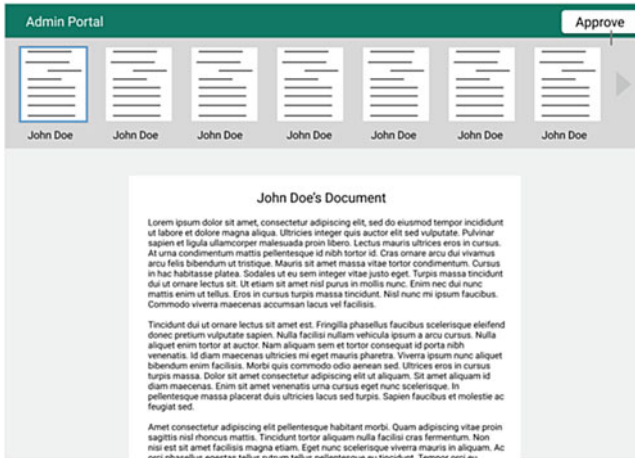 Admin Portal
Approve
John Doe
John Doe
John Doe
John Doe
John Doe
John Doe
John Doe
John Doe's Document
Lorem ipsum dolor sit amet, consectetur adipiscing elit, sed do eiusmod tempor incididunt
ut labore et dolore magna aliqua. Ultricies integer quis auctor elit sed vulputate. Pulvinar
sapien et ligula ullamcorper malesuada proin libero. Lectus mauris ultrices eros in cursus.
At urna condimentum mattis pellentesque id nibh tortor id. Cras ornare arcu dui vivamus
arcu felis bibendum ut tristique. Mauris sit amet massa vitae tortor condimentum. Cursus
in hac habitasse platea. Sodales ut eu sem integer vitae justo eget. Turpis massa tincidunt
dui ut ornare lectus sit. Ut etiam sit amet nisl purus in mollis nunc. Enim nec dui nunc
mattis enim ut tellus. Eros in cursus turpis massa tincidunt. Nisl nunc mi ipsum faucibus.
Commodo viverra maecenas accumsan lacus vel facilisis.
Tincidunt dui ut ornare lectus sit amet est. Fringilla phasellus faucibus scelerisque eleifend
donec pretium vulputate sapien. Nulla facilisi nullam vehicula ipsum a arcu cursus. Nulla
aliquet enim tortor at auctor. Nam aliquam sem et tortor consequat id porta nibh
venenatis. Id diam maecenas ultricies mi eget mauris pharetra. Viverra ipsum nunc aliquet
bibendum enim facilisis. Morbi quis commodo odio aenean sed. Ultrices eros in cursus
turpis massa. Dolor sit amet consectetur adipiscing elit ut aliquam. Sit amet aliquam id
diam maecenas. Enim sit amet venenatis urna cursus eget nunc scelerisque. In
pellentesque massa placerat duis ultricies lacus sed turpis. Sapien faucibus et molestie ac
feugiat sed.
Amet consectetur adipiscing elit pellentesque habitant morbi. Quam adipiscing vitae proin
sagittis nisl rhoncus mattis. Tincidunt tortor aliquam nulla facilisi cras fermentum. Non
nisi est sit amet facilisis magna etiam. Eget nunc scelerisque viverra mauris in aliquam. Ac
orci phasellus egestas tellus rutrum tellus pellentesque eu tincidunt. Tempor orci eu